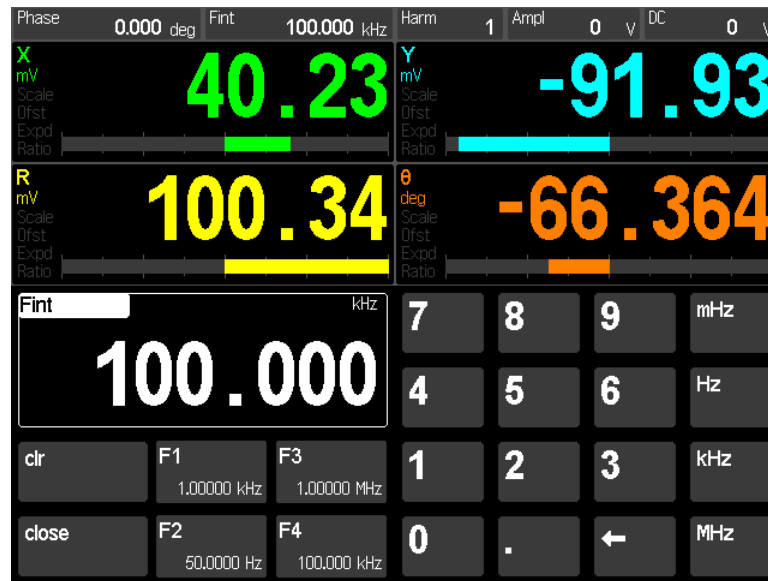 Phase 0.000 deg Fint 100.000 kHz Harm 1 Ampl 0 V DC 0 V
X Y
mV 40.23 mV -91.93
Scale Scale
Ofst Ofst
Expd Expd
Ratio Ratio
R θ
mV 100.34 deg -66.364
Scale Scale
Ofst Ofst
Expd Expd
Ratio Ratio
Fint kHz 7 8 9 mHz
100.000 4 5 6 Hz
clr F1 F3 1 2 3 kHz
1.00000 kHz 1.00000 MHz
close F2 F4 0 . ← MHz
50.0000 Hz 100.000 kHz